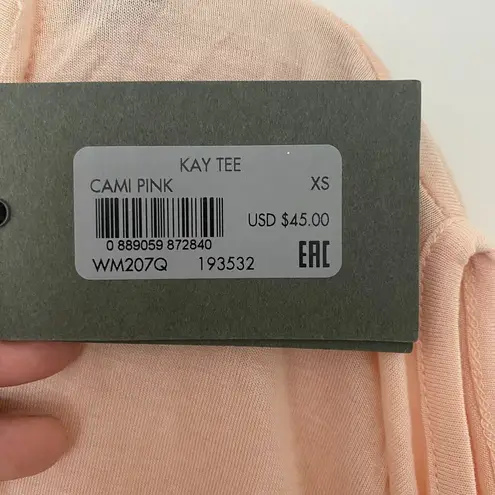 KAY TEE
CAMI PINK XS
USD $45.00
0 889059 872840
WM207Q 193532 EAC